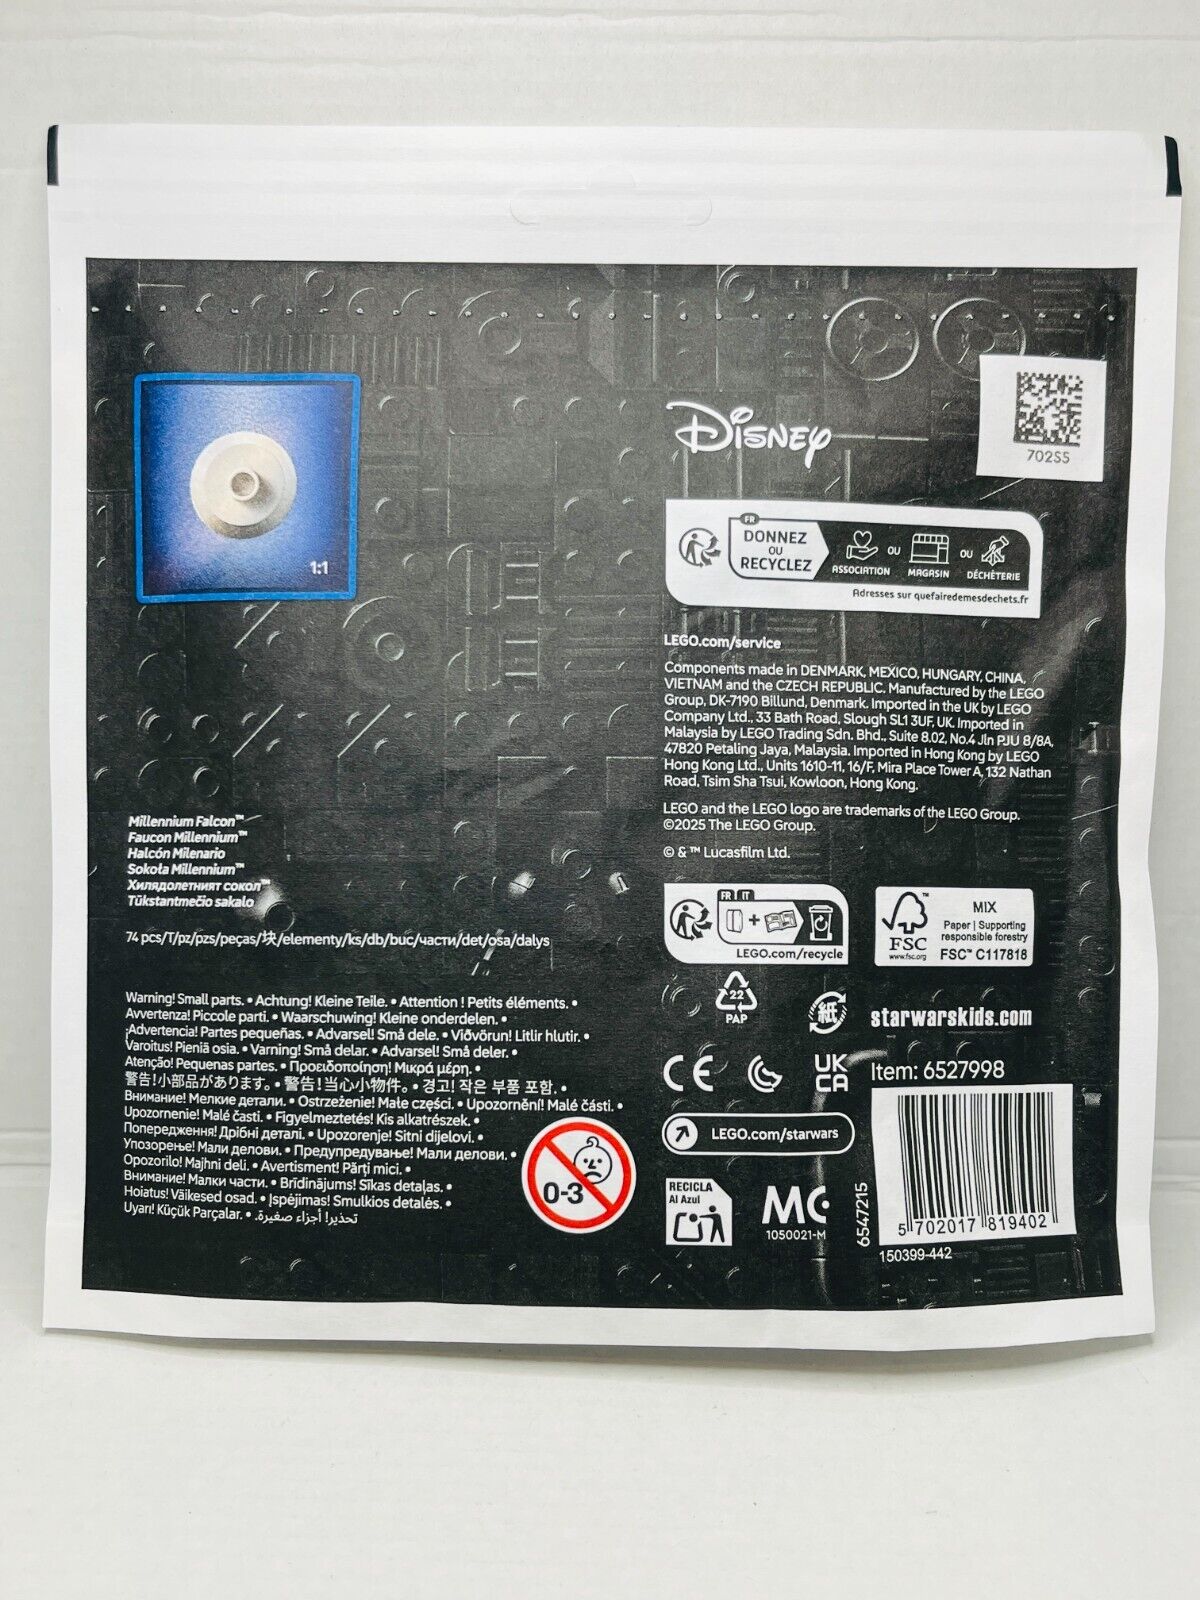 702S5
Disney
FR
DONNEZ
OU
RECYCLEZ
ASSOCIATION
OU
MAGASIN
OU
DÉCHÈTERIE
Adresses sur quefairedemesdechets.fr
1:1
LEGO.com/service
Components made in DENMARK, MEXICO, HUNGARY, CHINA,
VIETNAM and the CZECH REPUBLIC. Manufactured by the LEGO
Group, DK-7190 Billund, Denmark. Imported in the UK by LEGO
Company Ltd., 33 Bath Road, Slough SL1 3UF, UK. Imported in
Malaysia by LEGO Trading Sdn. Bhd., Suite 8.02, No.4 Jln PJU 8/8A,
47820 Petaling Jaya, Malaysia. Imported in Hong Kong by LEGO
Hong Kong Ltd., Units 1610-11, 16/F, Mira Place Tower A, 132 Nathan
Road, Tsim Sha Tsui, Kowloon, Hong Kong.
LEGO and the LEGO logo are trademarks of the LEGO Group.
©2025 The LEGO Group.
© & ™ Lucasfilm Ltd.
Millennium Falcon™
Faucon Millennium™
Halcón Milenario
Sokoła Millennium™
Хилядолетният сокол™
Tūkstantmečio sakalo
74 pcs/T/pz/pzs/peças/块/elementy/ks/db/buc/части/det/osa/dalys
Warning! Small parts. • Achtung! Kleine Teile. • Attention ! Petits éléments. •
Avvertenza! Piccole parti. • Waarschuwing! Kleine onderdelen. •
¡Advertencia! Partes pequeñas. • Advarsel! Små dele. • Viðvörun! Litlir hlutir. •
Varoitus! Pieniä osia. • Varning! Små delar. • Advarsel! Små deler. •
Atenção! Pequenas partes. • Προειδοποίηση! Μικρά μέρη. •
警告!小部品があります。 • 警告!当心小物件。 • 경고! 작은 부품 포함. •
Внимание! Мелкие детали. • Ostrzeżenie! Małe części. • Upozornění! Malé části. •
Upozornenie! Malé časti. • Figyelmeztetés! Kis alkatrészek. •
Попередження! Дрібні деталі. • Upozorenje! Sitni dijelovi. •
Упозорење! Мали делови. • Предупредување! Мали делови. •
Opozorilo! Majhni deli. • Avertisment! Părți mici. •
Внимание! Малки части. • Brīdinājums! Sīkas detaļas. •
Hoiatus! Väikesed osad. • Įspėjimas! Smulkios detalės. •
Uyarı! Küçük Parçalar. • تحذير! أجزاء صغيرة.
0-3
FR IT
LEGO.com/recycle
FSC™
www.fsc.org
MIX
Paper | Supporting
responsible forestry
FSC™ C117818
22
PAP
紙
starwarskids.com
CE
UK
CA
Item: 6527998
LEGO.com/starwars
RECICLA
Al Azul
MC
1050021-M
6547215
5 702017 819402
150399-442